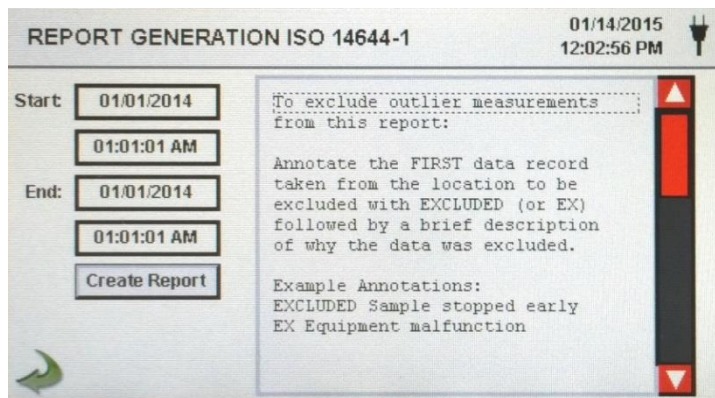 REPORT GENERATION ISO 14644-1
01/14/2015
12:02:56 PM
Start:
01/01/2014
01:01:01 AM
End:
01/01/2014
01:01:01 AM
Create Report
To exclude outlier measurements
from this report:
Annotate the FIRST data record
taken from the location to be
excluded with EXCLUDED (or EX)
followed by a brief description
of why the data was excluded.
Example Annotations:
EXCLUDED Sample stopped early
EX Equipment malfunction